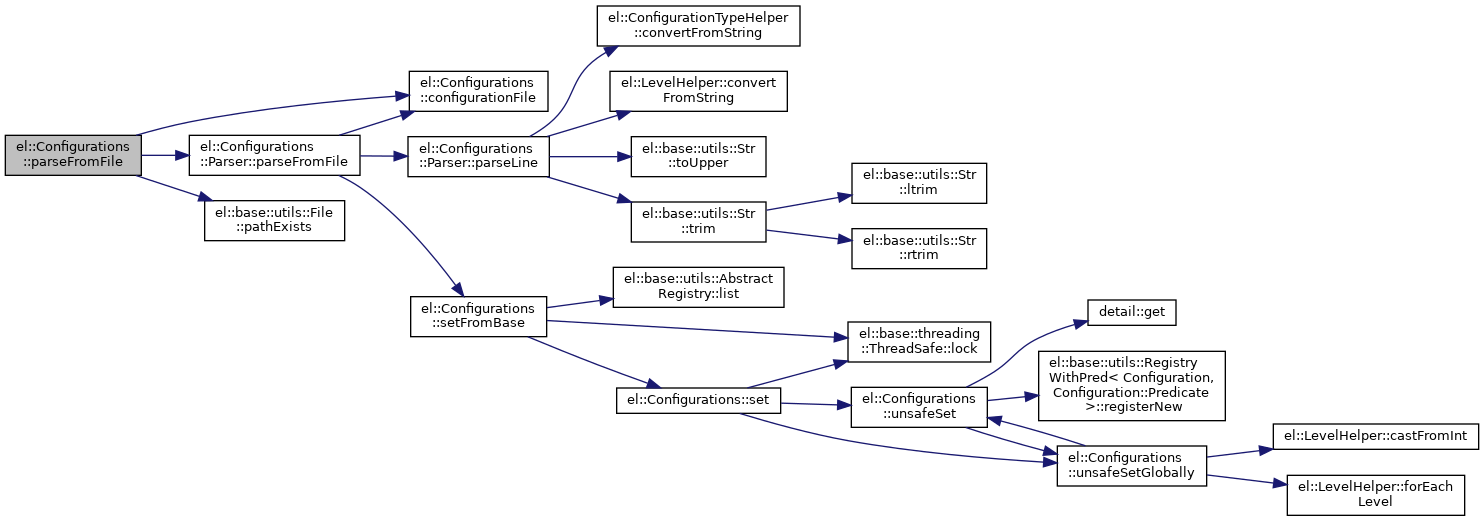 el::Configurations
::parseFromFile
el::Configurations
::configurationFile
el::Configurations
::Parser::parseFromFile
el::base::utils::File
::pathExists
el::Configurations
::Parser::parseLine
el::ConfigurationTypeHelper
::convertFromString
el::LevelHelper::convert
FromString
el::base::utils::Str
::toUpper
el::base::utils::Str
::trim
el::base::utils::Str
::ltrim
el::base::utils::Str
::rtrim
el::Configurations
::setFromBase
el::base::utils::Abstract
Registry::list
el::base::threading
::ThreadSafe::lock
el::Configurations::set
el::Configurations
::unsafeSet
detail::get
el::base::utils::Registry
WithPred< Configuration,
Configuration::Predicate
>::registerNew
el::Configurations
::unsafeSetGlobally
el::LevelHelper::castFromInt
el::LevelHelper::forEach
Level